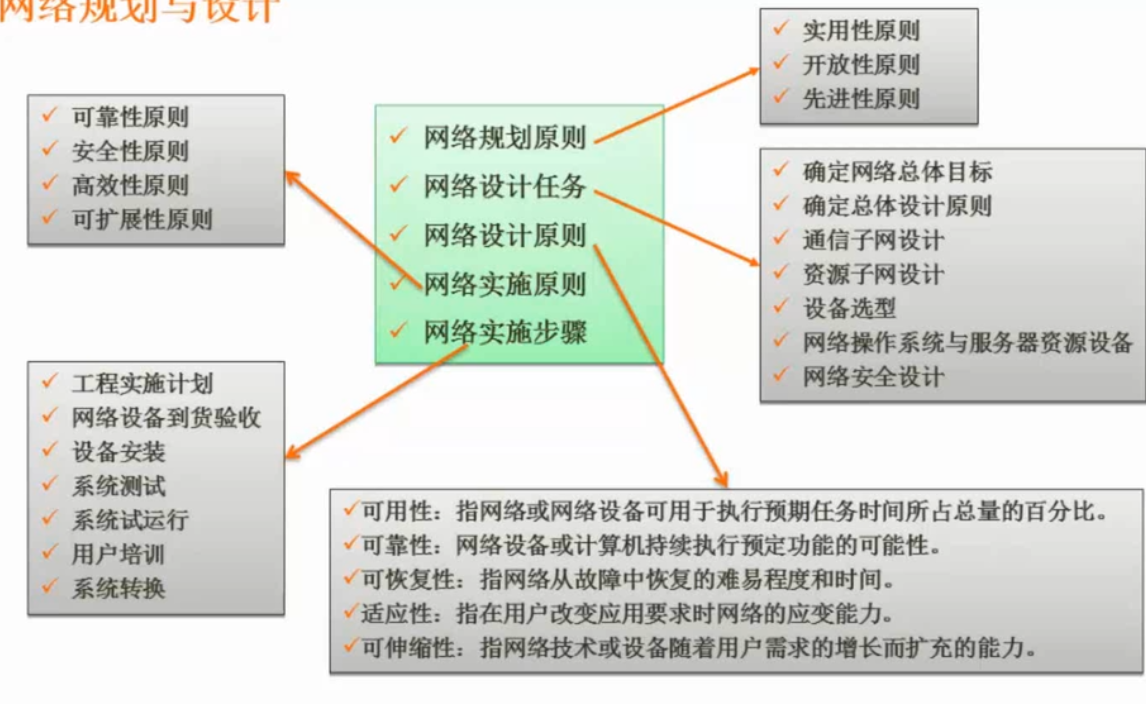 网络规划与设计
实用性原则
开放性原则
先进性原则
可靠性原则
安全性原则
高效性原则
可扩展性原则
网络规划原则
网络设计任务
网络设计原则
网络实施原则
网络实施步骤
确定网络总体目标
确定总体设计原则
通信子网设计
资源子网设计
设备选型
网络操作系统与服务器资源设备
网络安全设计
工程实施计划
网络设备到货验收
设备安装
系统测试
系统试运行
用户培训
系统转换
可用性：指网络或网络设备可用于执行预期任务时间所占总量的百分比。
可靠性：网络设备或计算机持续执行预定功能的可能性。
可恢复性：指网络从故障中恢复的难易程度和时间。
适应性：指在用户改变应用要求时网络的应变能力。
可伸缩性：指网络技术或设备随着用户需求的增长而扩充的能力。